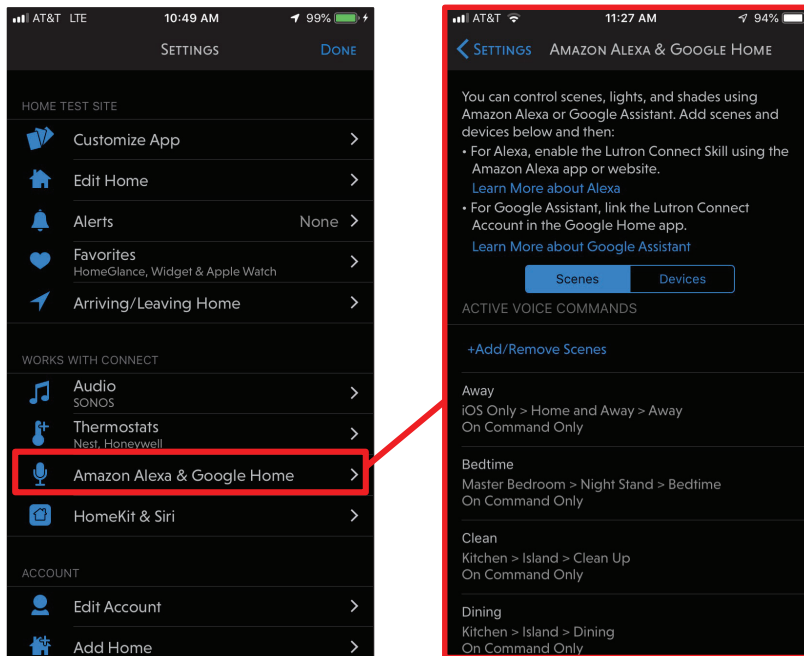 AT&T LTE 10:49 AM 99%
SETTINGS DONE
HOME TEST SITE
Customize App
Edit Home
Alerts None
Favorites
HomeGlance, Widget & Apple Watch
Arriving/Leaving Home
WORKS WITH CONNECT
Audio
SONOS
Thermostats
Nest, Honeywell
Amazon Alexa & Google Home
HomeKit & Siri
ACCOUNT
Edit Account
Add Home
AT&T 11:27 AM 94%
SETTINGS AMAZON ALEXA & GOOGLE HOME
You can control scenes, lights, and shades using
Amazon Alexa or Google Assistant. Add scenes and
devices below and then:
• For Alexa, enable the Lutron Connect Skill using the
Amazon Alexa app or website.
Learn More about Alexa
• For Google Assistant, link the Lutron Connect
Account in the Google Home app.
Learn More about Google Assistant
Scenes Devices
ACTIVE VOICE COMMANDS
+Add/Remove Scenes
Away
iOS Only > Home and Away > Away
On Command Only
Bedtime
Master Bedroom > Night Stand > Bedtime
On Command Only
Clean
Kitchen > Island > Clean Up
On Command Only
Dining
Kitchen > Island > Dining
On Command Only